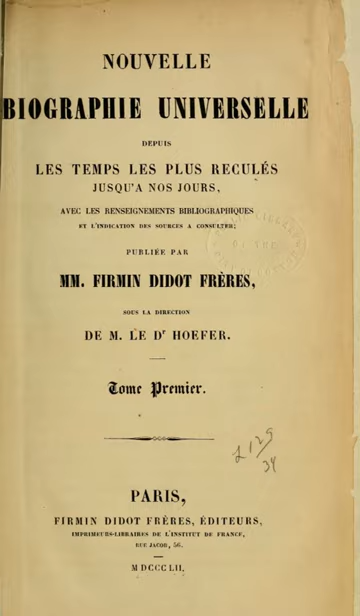 NOUVELLE
BIOGRAPHIE UNIVERSELLE
DEPUIS
LES TEMPS LES PLUS RECULÉS
JUSQU'A NOS JOURS,
AVEC LES RENSEIGNEMENTS BIBLIOGRAPHIQUES
ET L'INDICATION DES SOURCES A CONSULTER;
PUBLIÉE PAR
MM. FIRMIN DIDOT FRÈRES,
SOUS LA DIRECTION
DE M. LE Dr HOEFER.
Tome Premier.
PARIS,
FIRMIN DIDOT FRÈRES, ÉDITEURS,
IMPRIMEURS-LIBRAIRES DE L'INSTITUT DE FRANCE,
RUE JACOB, 56.
M DCCC LII.